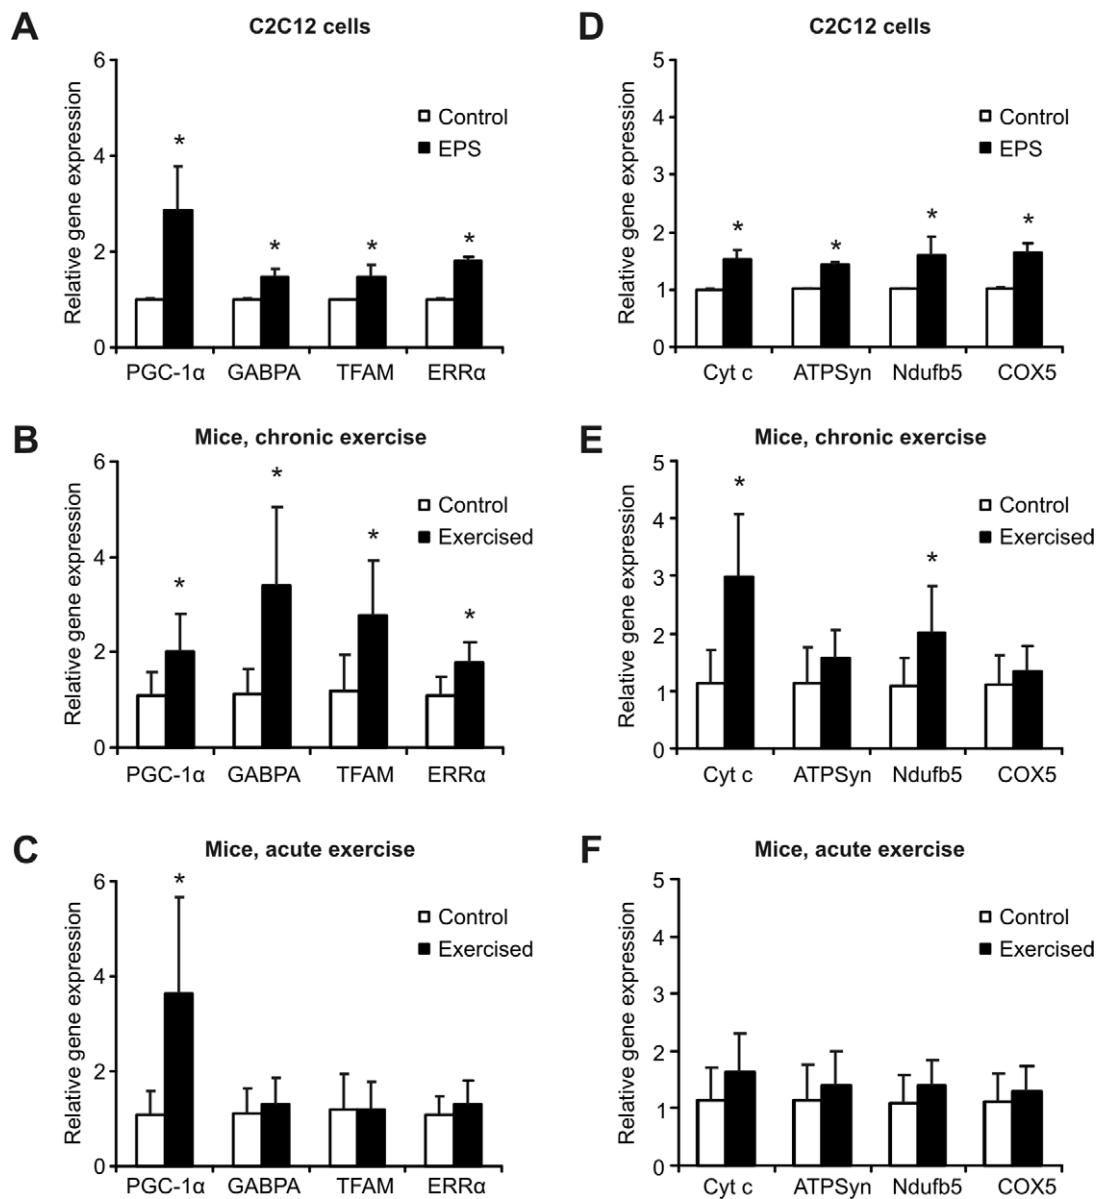 A
C2C12 cells
Relative gene expression
6
4
2
0
Control
EPS
*
*
*
*
PGC-1α GABPA TFAM ERRα
D
C2C12 cells
Relative gene expression
5
4
3
2
1
0
Control
EPS
*
*
*
*
Cyt c ATPSyn Ndufb5 COX5
B
Mice, chronic exercise
Relative gene expression
6
4
2
0
Control
Exercised
*
*
*
*
PGC-1α GABPA TFAM ERRα
E
Mice, chronic exercise
Relative gene expression
5
4
3
2
1
0
Control
Exercised
*
*
Cyt c ATPSyn Ndufb5 COX5
C
Mice, acute exercise
Relative gene expression
6
4
2
0
Control
Exercised
*
PGC-1α GABPA TFAM ERRα
F
Mice, acute exercise
Relative gene expression
5
4
3
2
1
0
Control
Exercised
Cyt c ATPSyn Ndufb5 COX5